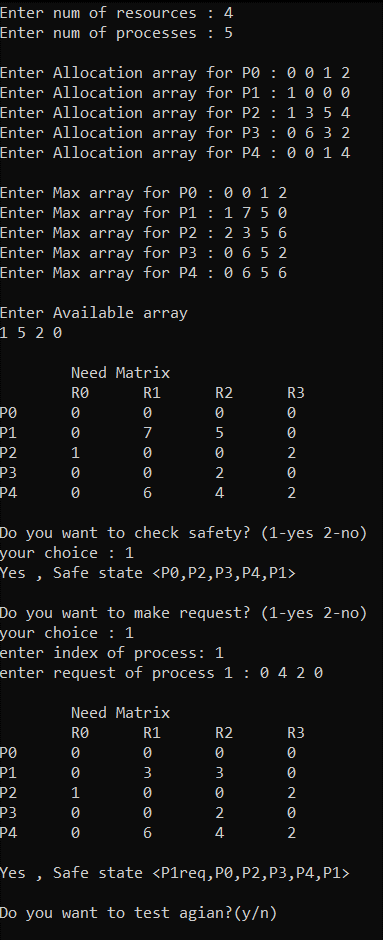 Enter num of resources : 4
Enter num of processes : 5
Enter Allocation array for P0 : 0 0 1 2
Enter Allocation array for P1 : 1 0 0 0
Enter Allocation array for P2 : 1 3 5 4
Enter Allocation array for P3 : 0 6 3 2
Enter Allocation array for P4 : 0 0 1 4
Enter Max array for P0 : 0 0 1 2
Enter Max array for P1 : 1 7 5 0
Enter Max array for P2 : 2 3 5 6
Enter Max array for P3 : 0 6 5 2
Enter Max array for P4 : 0 6 5 6
Enter Available array
1 5 2 0
Need Matrix
R0 R1 R2 R3
P0 0 0 0 0
P1 0 7 5 0
P2 1 0 0 2
P3 0 0 2 0
P4 0 6 4 2
Do you want to check safety? (1-yes 2-no)
your choice : 1
Yes , Safe state <P0,P2,P3,P4,P1>
Do you want to make request? (1-yes 2-no)
your choice : 1
enter index of process: 1
enter request of process 1 : 0 4 2 0
Need Matrix
R0 R1 R2 R3
P0 0 0 0 0
P1 0 3 3 0
P2 1 0 0 2
P3 0 0 2 0
P4 0 6 4 2
Yes , Safe state <P1req,P0,P2,P3,P4,P1>
Do you want to test agian?(y/n)